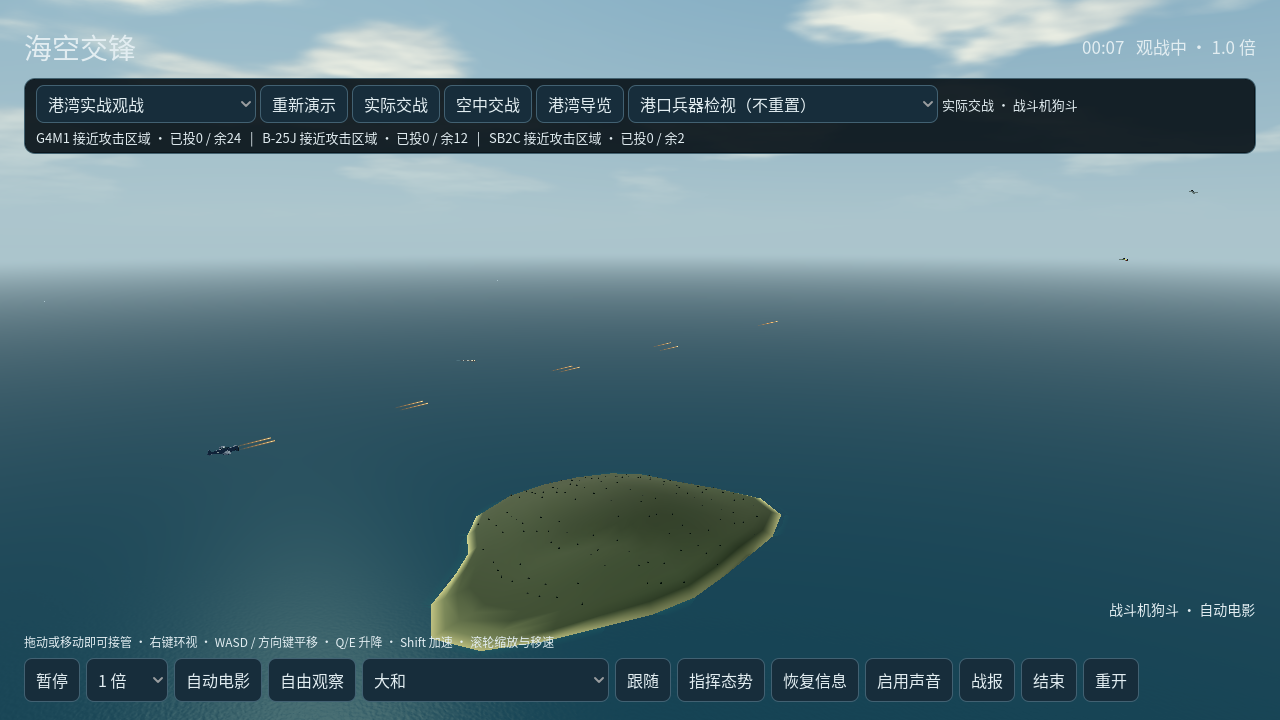 海空交锋
00:07 观战中 · 1.0 倍
港湾实战观战 重新演示 实际交战 空中交战 港湾导览 港口兵器检视（不重置） 实际交战 · 战斗机狗斗
G4M1 接近攻击区域 · 已投0 / 余24 | B-25J 接近攻击区域 · 已投0 / 余12 | SB2C 接近攻击区域 · 已投0 / 余2
战斗机狗斗 · 自动电影
拖动或移动即可接管 · 右键环视 · WASD / 方向键平移 · Q/E 升降 · Shift 加速 · 滚轮缩放与移速
暂停 1 倍 自动电影 自由观察 大和 跟随 指挥态势 恢复信息 启用声音 战报 结束 重开